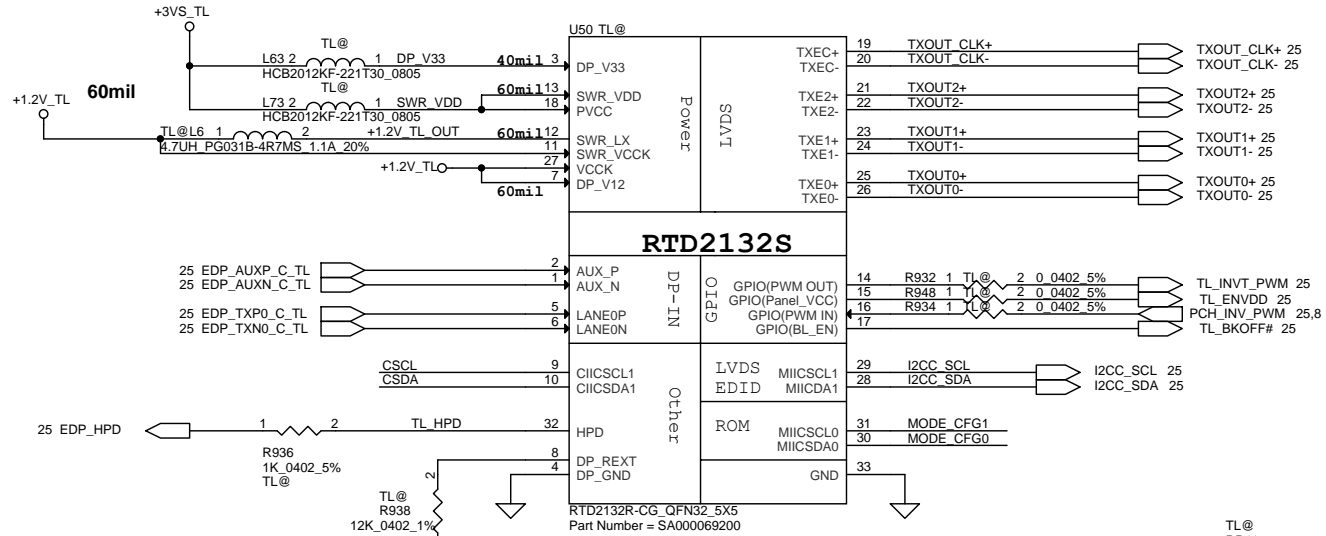 +3VS_TL
U50 TL@
TL@
L63 2 1 DP_V33 40mil 3 DP_V33
HCB2012KF-221T30_0805
TL@
60mil
L73 2 1 SWR_VDD 60mil 13 SWR_VDD
18 PVCC
HCB2012KF-221T30_0805
+1.2V_TL
TL@ L6 1 2 +1.2V_TL_OUT 60mil 12 SWR_LX
4.7UH_PG031B-4R7MS_1.1A_20% 11 SWR_VCCK
+1.2V_TL 27 VCCK
60mil 7 DP_V12
Power
LVDS
TXEC+ 19 TXOUT_CLK+ TXOUT_CLK+ 25
TXEC- 20 TXOUT_CLK- TXOUT_CLK- 25
TXE2+ 21 TXOUT2+ TXOUT2+ 25
TXE2- 22 TXOUT2- TXOUT2- 25
TXE1+ 23 TXOUT1+ TXOUT1+ 25
TXE1- 24 TXOUT1- TXOUT1- 25
TXE0+ 25 TXOUT0+ TXOUT0+ 25
TXE0- 26 TXOUT0- TXOUT0- 25
RTD2132S
25 EDP_AUXP_C_TL 2 AUX_P
25 EDP_AUXN_C_TL 1 AUX_N
25 EDP_TXP0_C_TL 5 LANE0P
25 EDP_TXN0_C_TL 6 LANE0N
DP-IN
GPIO
GPIO(PWM OUT) 14 R932 1 TL@ 2 0_0402_5% TL_INVT_PWM 25
GPIO(Panel_VCC) 15 R948 1 TL@ 2 0_0402_5% TL_ENVDD 25
GPIO(PWM IN) 16 R934 1 TL@ 2 0_0402_5% PCH_INV_PWM 25,8
GPIO(BL_EN) 17 TL_BKOFF# 25
CSCL 9 CIICSCL1
CSDA 10 CIICSDA1
Other
LVDS
EDID
MIICSCL1 29 I2CC_SCL I2CC_SCL 25
MIICDA1 28 I2CC_SDA I2CC_SDA 25
25 EDP_HPD 1 2 TL_HPD 32 HPD
R936
1K_0402_5%
TL@
ROM
MIICSCL0 31 MODE_CFG1
MIICSDA0 30 MODE_CFG0
8 DP_REXT
4 DP_GND
GND 33
2
TL@
R938
12K_0402_1%
RTD2132R-CG_QFN32_5X5
Part Number = SA000069200
TL@